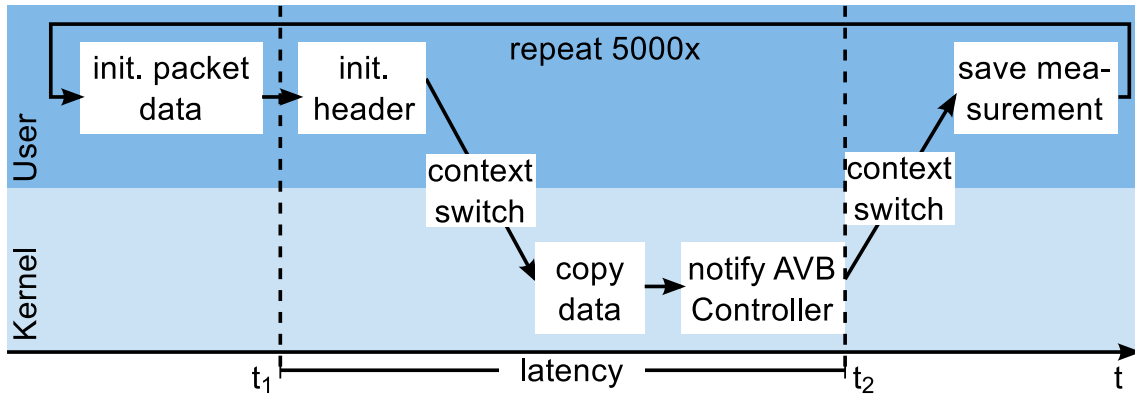 repeat 5000x
init. packet
data
init.
header
save mea-
surement
User
context
switch
context
switch
Kernel
copy
data
notify AVB
Controller
t1
latency
t2
t